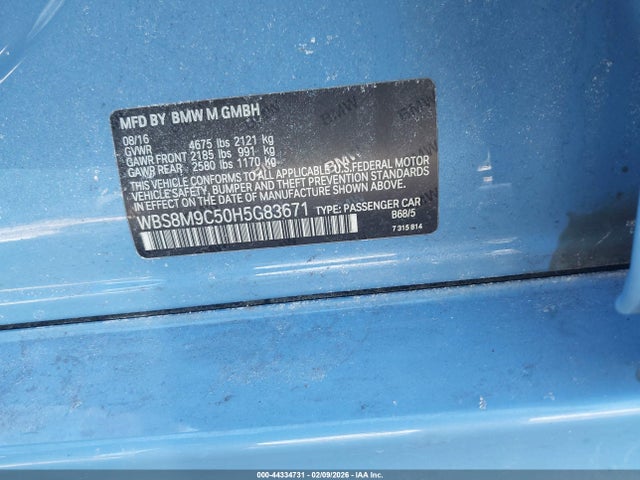 MFD BY BMW M GMBH
08/16
GVWR 4675 lbs 2121 kg
GAWR FRONT 2185 lbs 991 kg
GAWR REAR 2580 lbs 1170 kg
THIS VEHICLE CONFORMS TO ALL APPLICABLE U.S.FEDERAL MOTOR
VEHICLE SAFETY, BUMPER AND THEFT PREVENTION STANDARDS
IN EFFECT ON THE DATE OF MANUFACTURE SHOWN ABOVE.
WBS8M9C50H5G83671 TYPE: PASSENGER CAR
B68/5
7 315 814
000-44334731 - 02/09/2026 - IAA Inc.